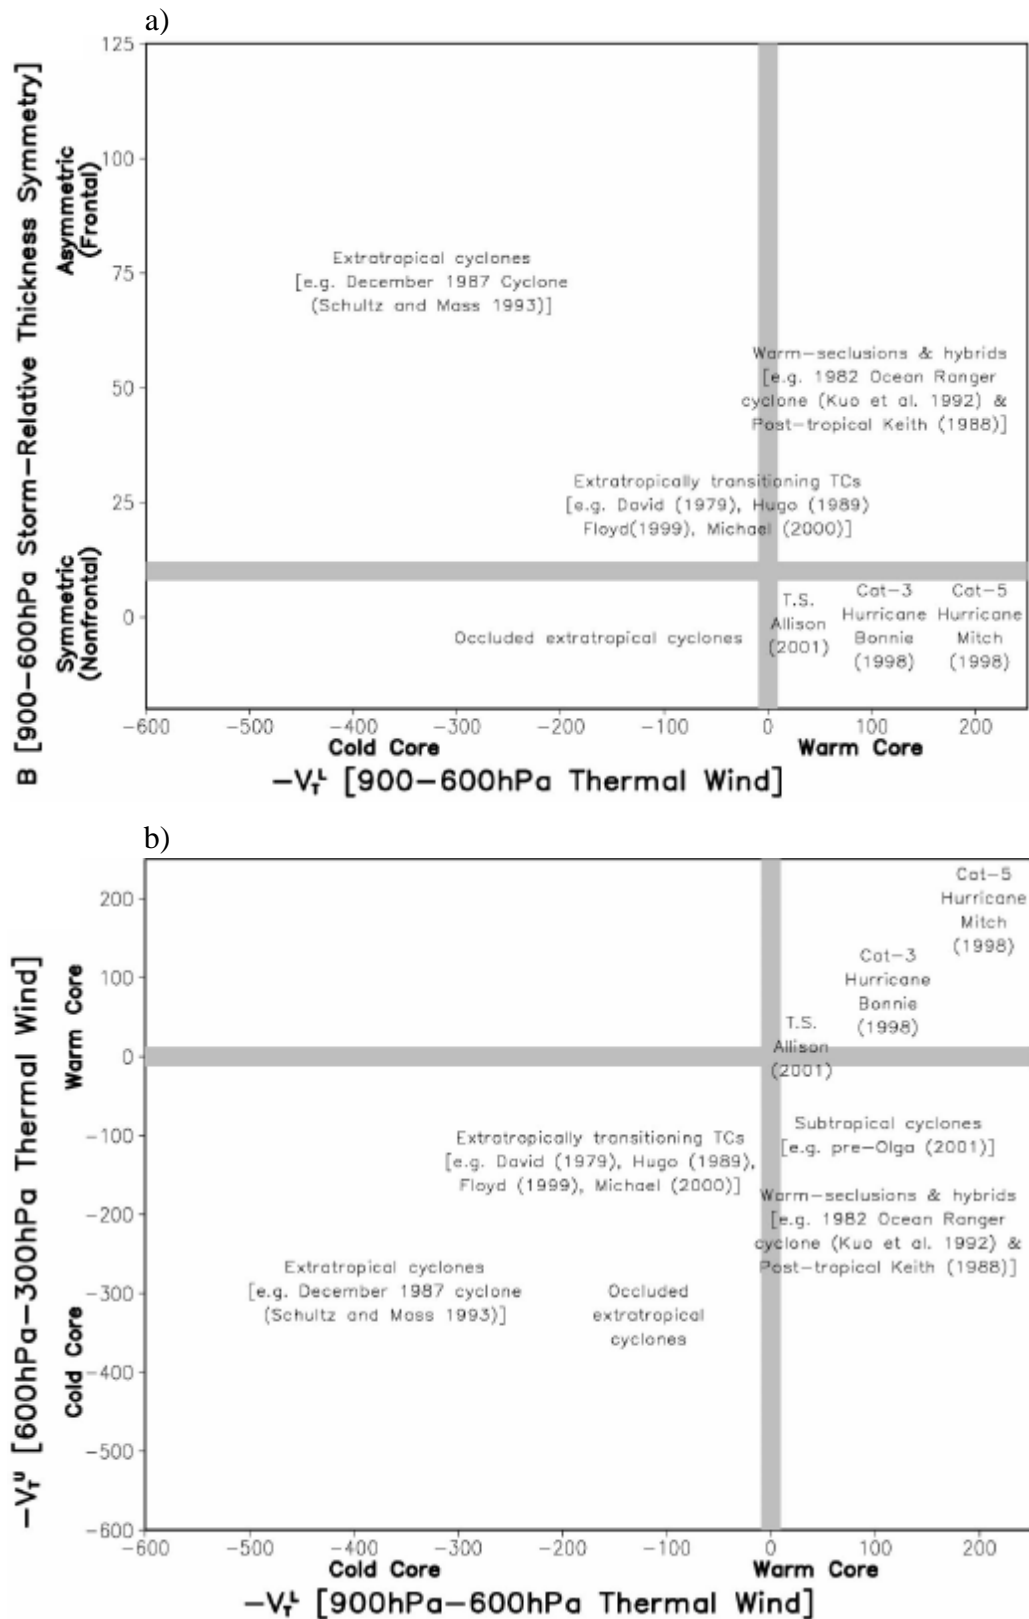 a)
B [900-600hPa Storm-Relative Thickness Symmetry]
Asymmetric
(Frontal)
Symmetric
(Nonfrontal)
125
100
75
50
25
0
Extratropical cyclones
[e.g. December 1987 Cyclone
(Schultz and Mass 1993)]
Warm-seclusions & hybrids
[e.g. 1982 Ocean Ranger
cyclone (Kuo et al. 1992) &
Post-tropical Keith (1988)]
Extratropically transitioning TCs
[e.g. David (1979), Hugo (1989)
Floyd(1999), Michael (2000)]
Occluded extratropical cyclones
T.S.
Allison
(2001)
Cat-3
Hurricane
Bonnie
(1998)
Cat-5
Hurricane
Mitch
(1998)
-600 -500 -400 -300 -200 -100 0 100 200
Cold Core Warm Core
-V_T^L [900-600hPa Thermal Wind]
b)
-V_T^U [600hPa-300hPa Thermal Wind]
Warm Core
Cold Core
200
100
0
-100
-200
-300
-400
-500
-600
Cat-5
Hurricane
Mitch
(1998)
Cat-3
Hurricane
Bonnie
(1998)
T.S.
Allison
(2001)
Subtropical cyclones
[e.g. pre-Olga (2001)]
Extratropically transitioning TCs
[e.g. David (1979), Hugo (1989),
Floyd (1999), Michael (2000)]
Warm-seclusions & hybrids
[e.g. 1982 Ocean Ranger
cyclone (Kuo et al. 1992) &
Post-tropical Keith (1988)]
Extratropical cyclones
[e.g. December 1987 cyclone
(Schultz and Mass 1993)]
Occluded
extratropical
cyclones
-600 -500 -400 -300 -200 -100 0 100 200
Cold Core Warm Core
-V_T^L [900hPa-600hPa Thermal Wind]